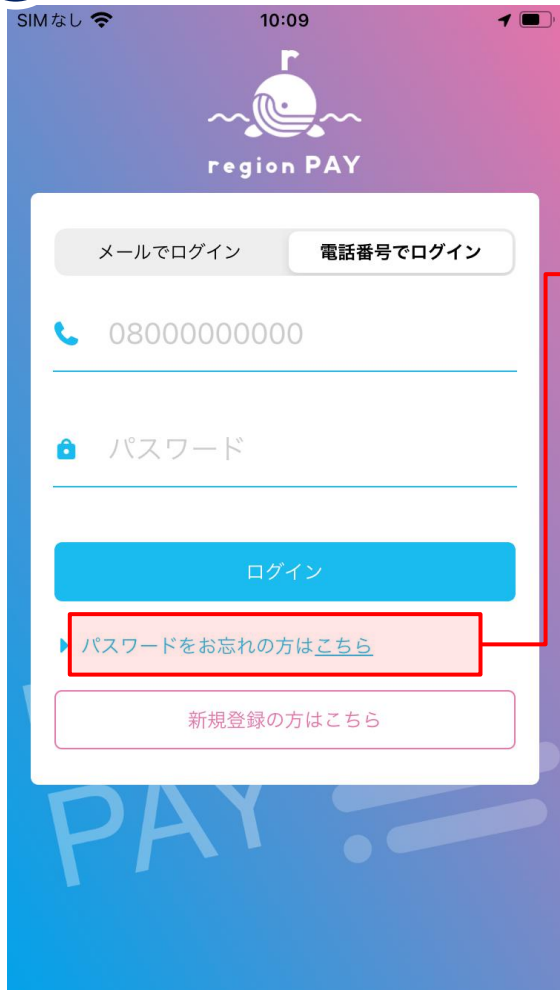 SIMなし 10:09
r
region PAY
メールでログイン 電話番号でログイン
08000000000
パスワード
ログイン
パスワードをお忘れの方はこちら
新規登録の方はこちら
PAY